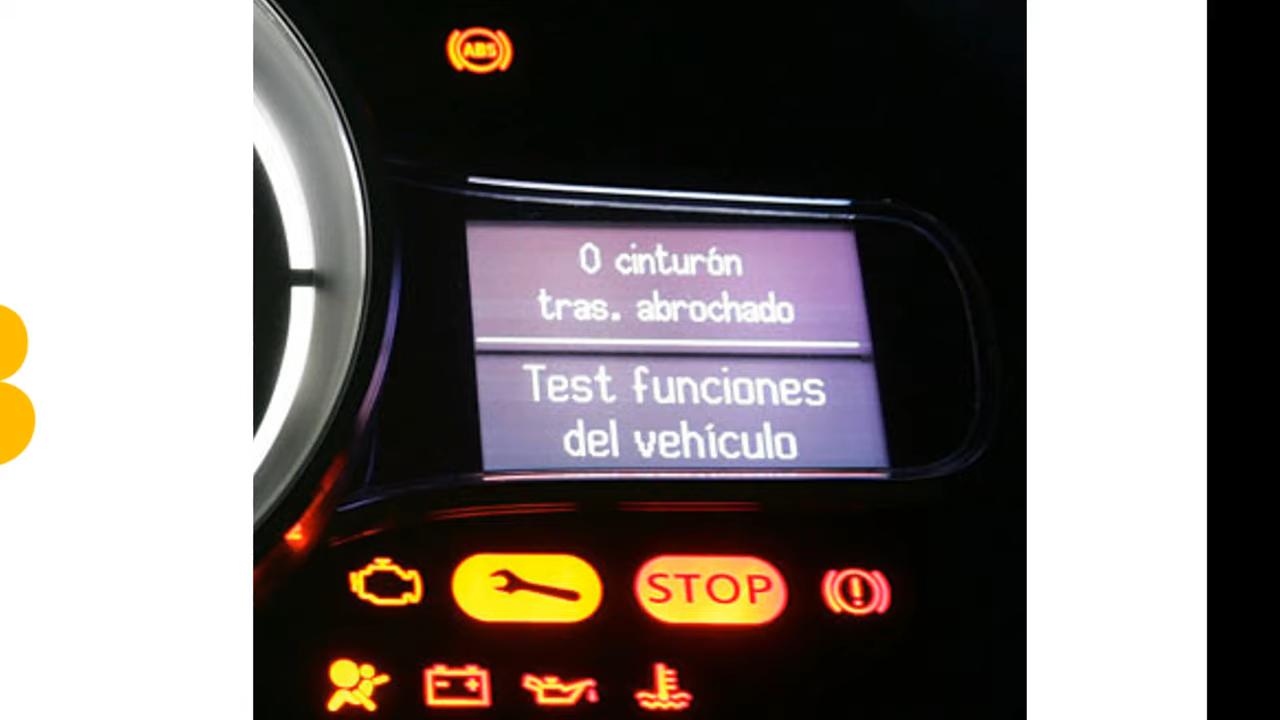 ABS
0 cinturón
tras. abrochado
Test funciones
del vehículo
STOP